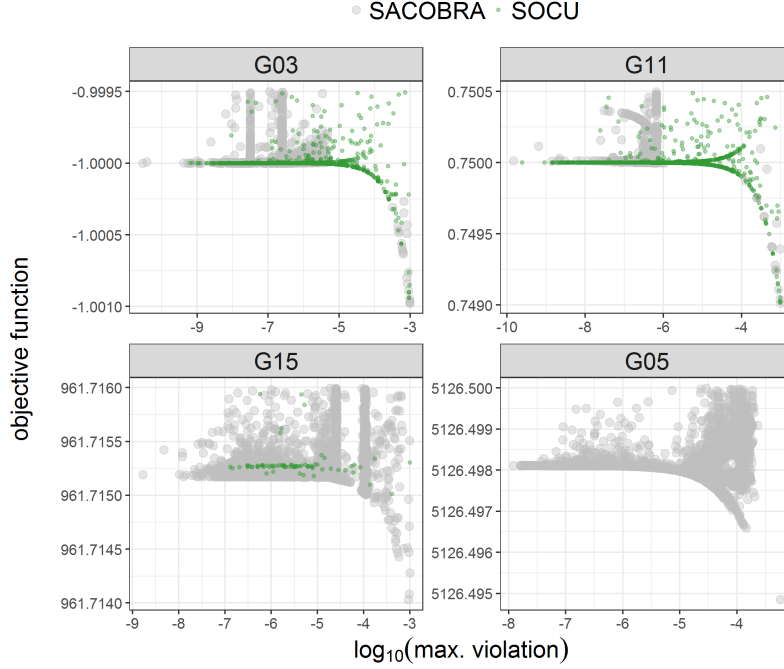 SACOBRA SOCU
G03 G11
-0.9995
-1.0000
-1.0005
-1.0010
-9 -7 -5 -3
0.7505
0.7500
0.7495
0.7490
-10 -8 -6 -4
objective function
G15 G05
961.7160
961.7155
961.7150
961.7145
961.7140
-9 -8 -7 -6 -5 -4 -3
5126.500
5126.499
5126.498
5126.497
5126.496
5126.495
-8 -7 -6 -5 -4
log10(max. violation)